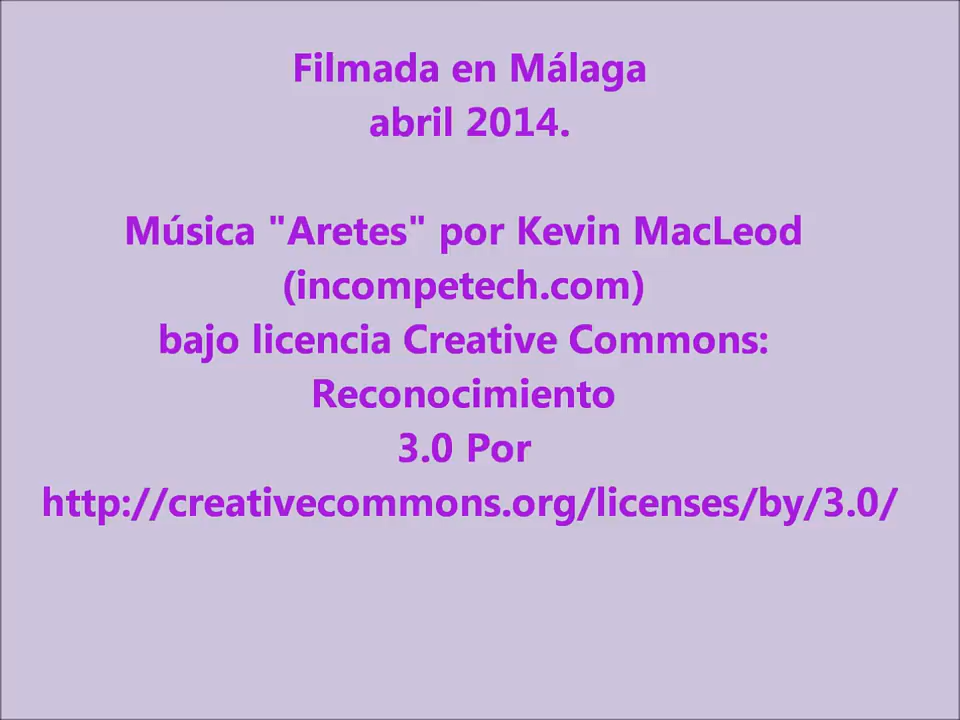 Filmada en Málaga
abril 2014.
Música "Aretes" por Kevin MacLeod
(incompetech.com)
bajo licencia Creative Commons:
Reconocimiento
3.0 Por
http://creativecommons.org/licenses/by/3.0/